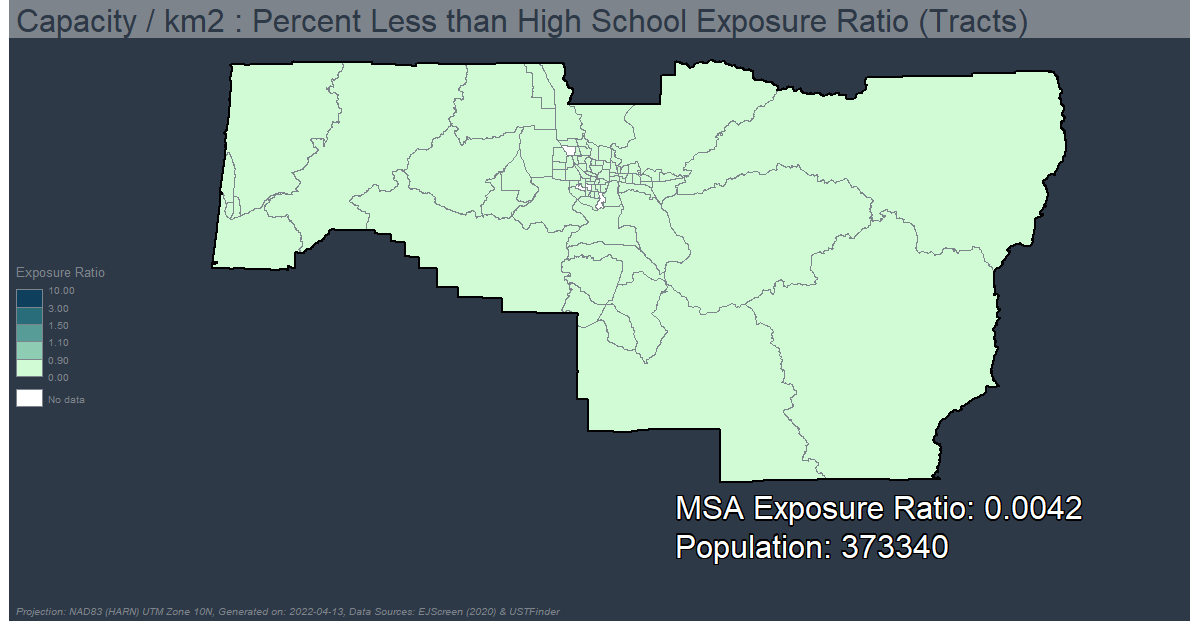 Capacity / km2 : Percent Less than High School Exposure Ratio (Tracts)
Exposure Ratio
10.00
3.00
1.50
1.10
0.90
0.00
No data
MSA Exposure Ratio: 0.0042
Population: 373340
Projection: NAD83 (HARN) UTM Zone 10N, Generated on: 2022-04-13, Data Sources: EJScreen (2020) & USTFinder